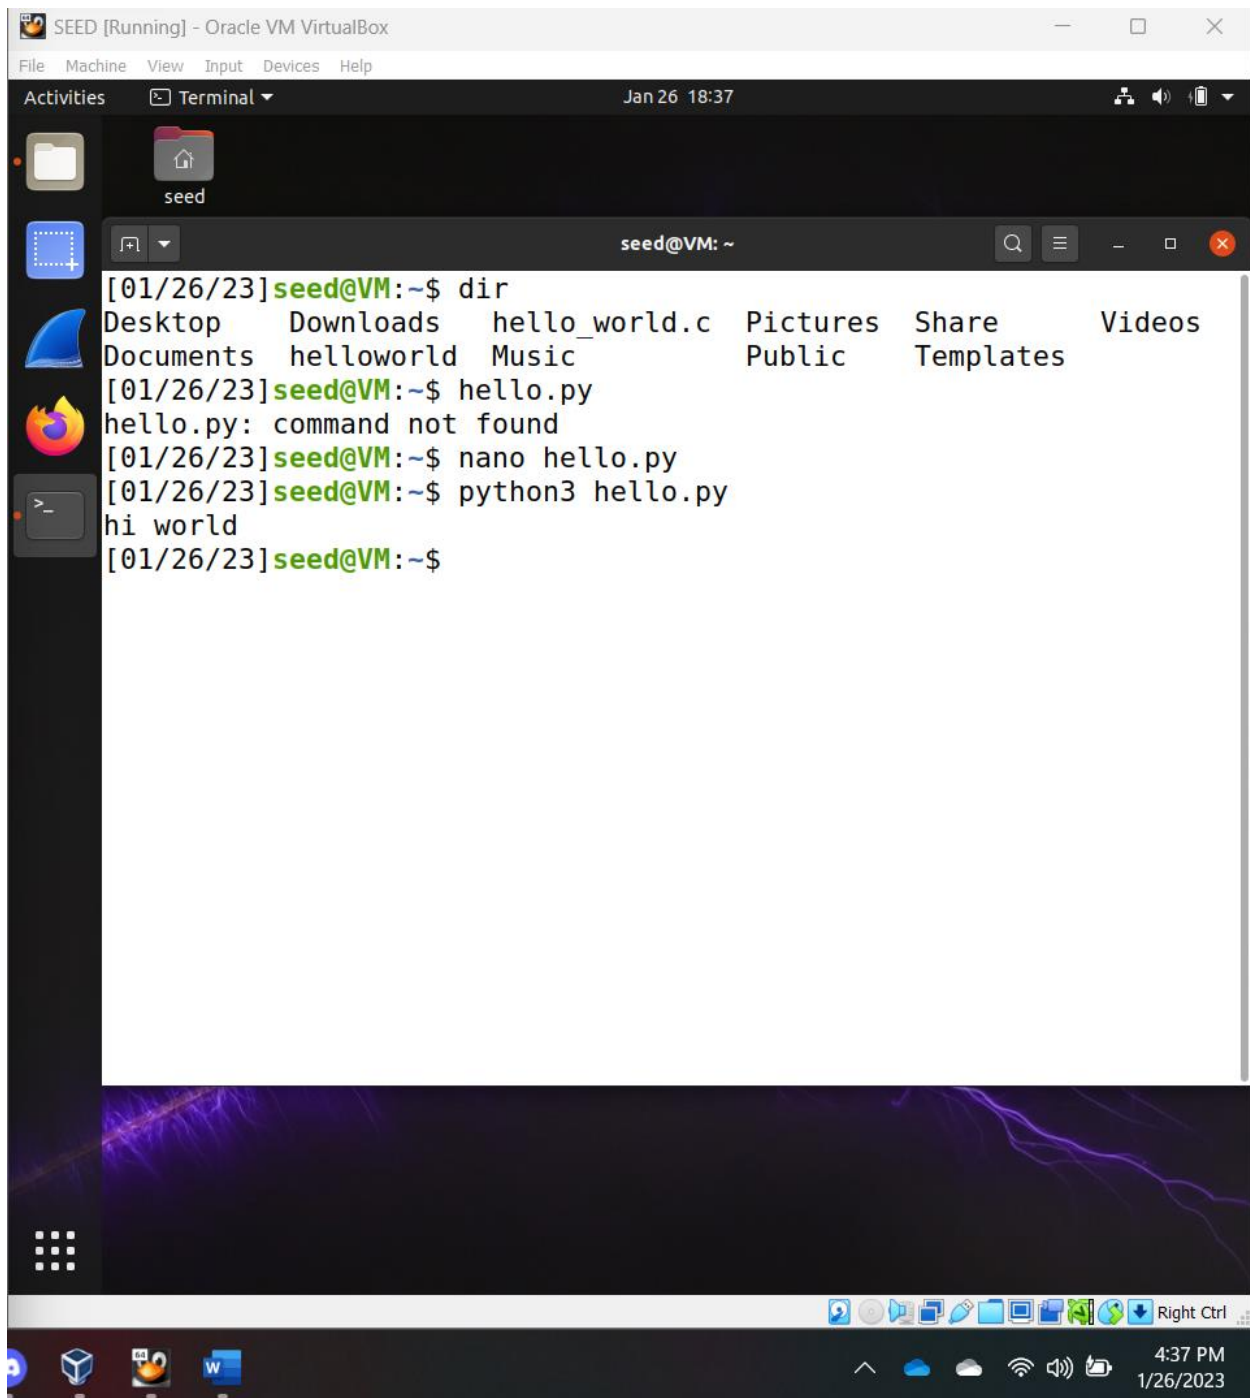 SEED [Running] - Oracle VM VirtualBox
File Machine View Input Devices Help
Activities Terminal Jan 26 18:37
seed
seed@VM: ~
[01/26/23]seed@VM:~$ dir
Desktop Downloads hello_world.c Pictures Share Videos
Documents helloworld Music Public Templates
[01/26/23]seed@VM:~$ hello.py
hello.py: command not found
[01/26/23]seed@VM:~$ nano hello.py
[01/26/23]seed@VM:~$ python3 hello.py
hi world
[01/26/23]seed@VM:~$
Right Ctrl
64 W 4:37 PM
1/26/2023